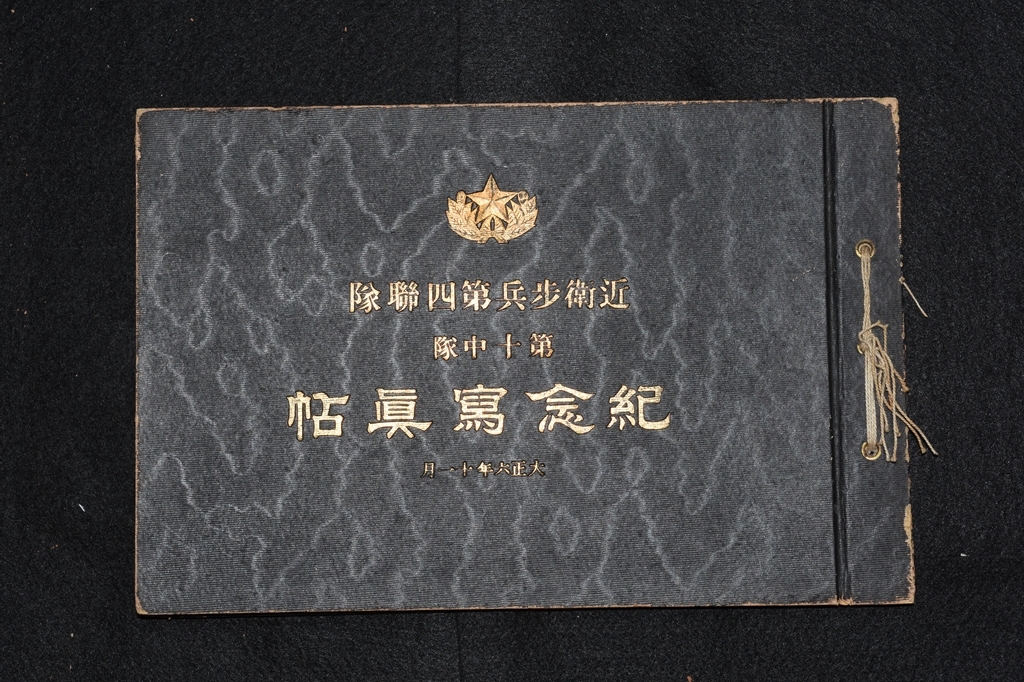 近衛步兵第四聯隊
第十中隊
紀念寫眞帖
大正六年十一月